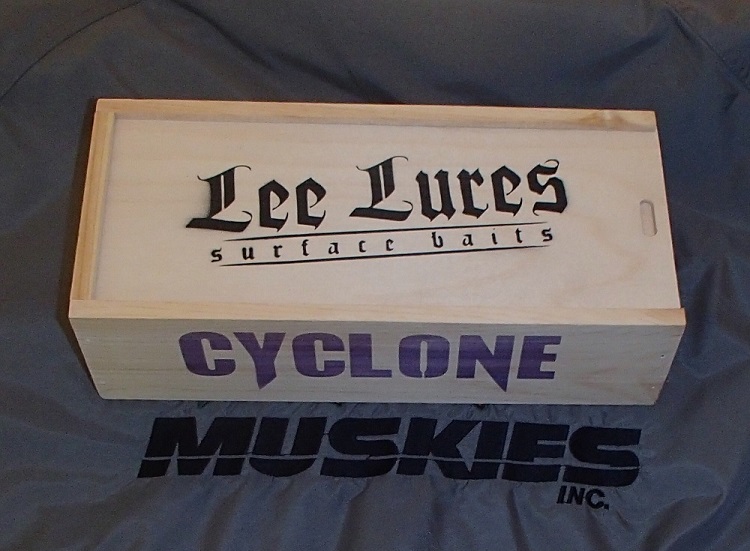 Lee Lures
surface baits
CYCLONE
MUSKIES
INC.